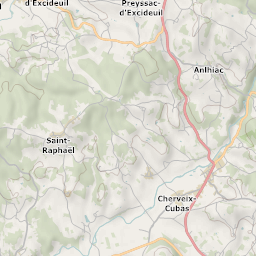 d'Excideuil
Preyssac-
d'Excideuil
Anlhiac
Saint-
Raphaël
Cherveix-
Cubas